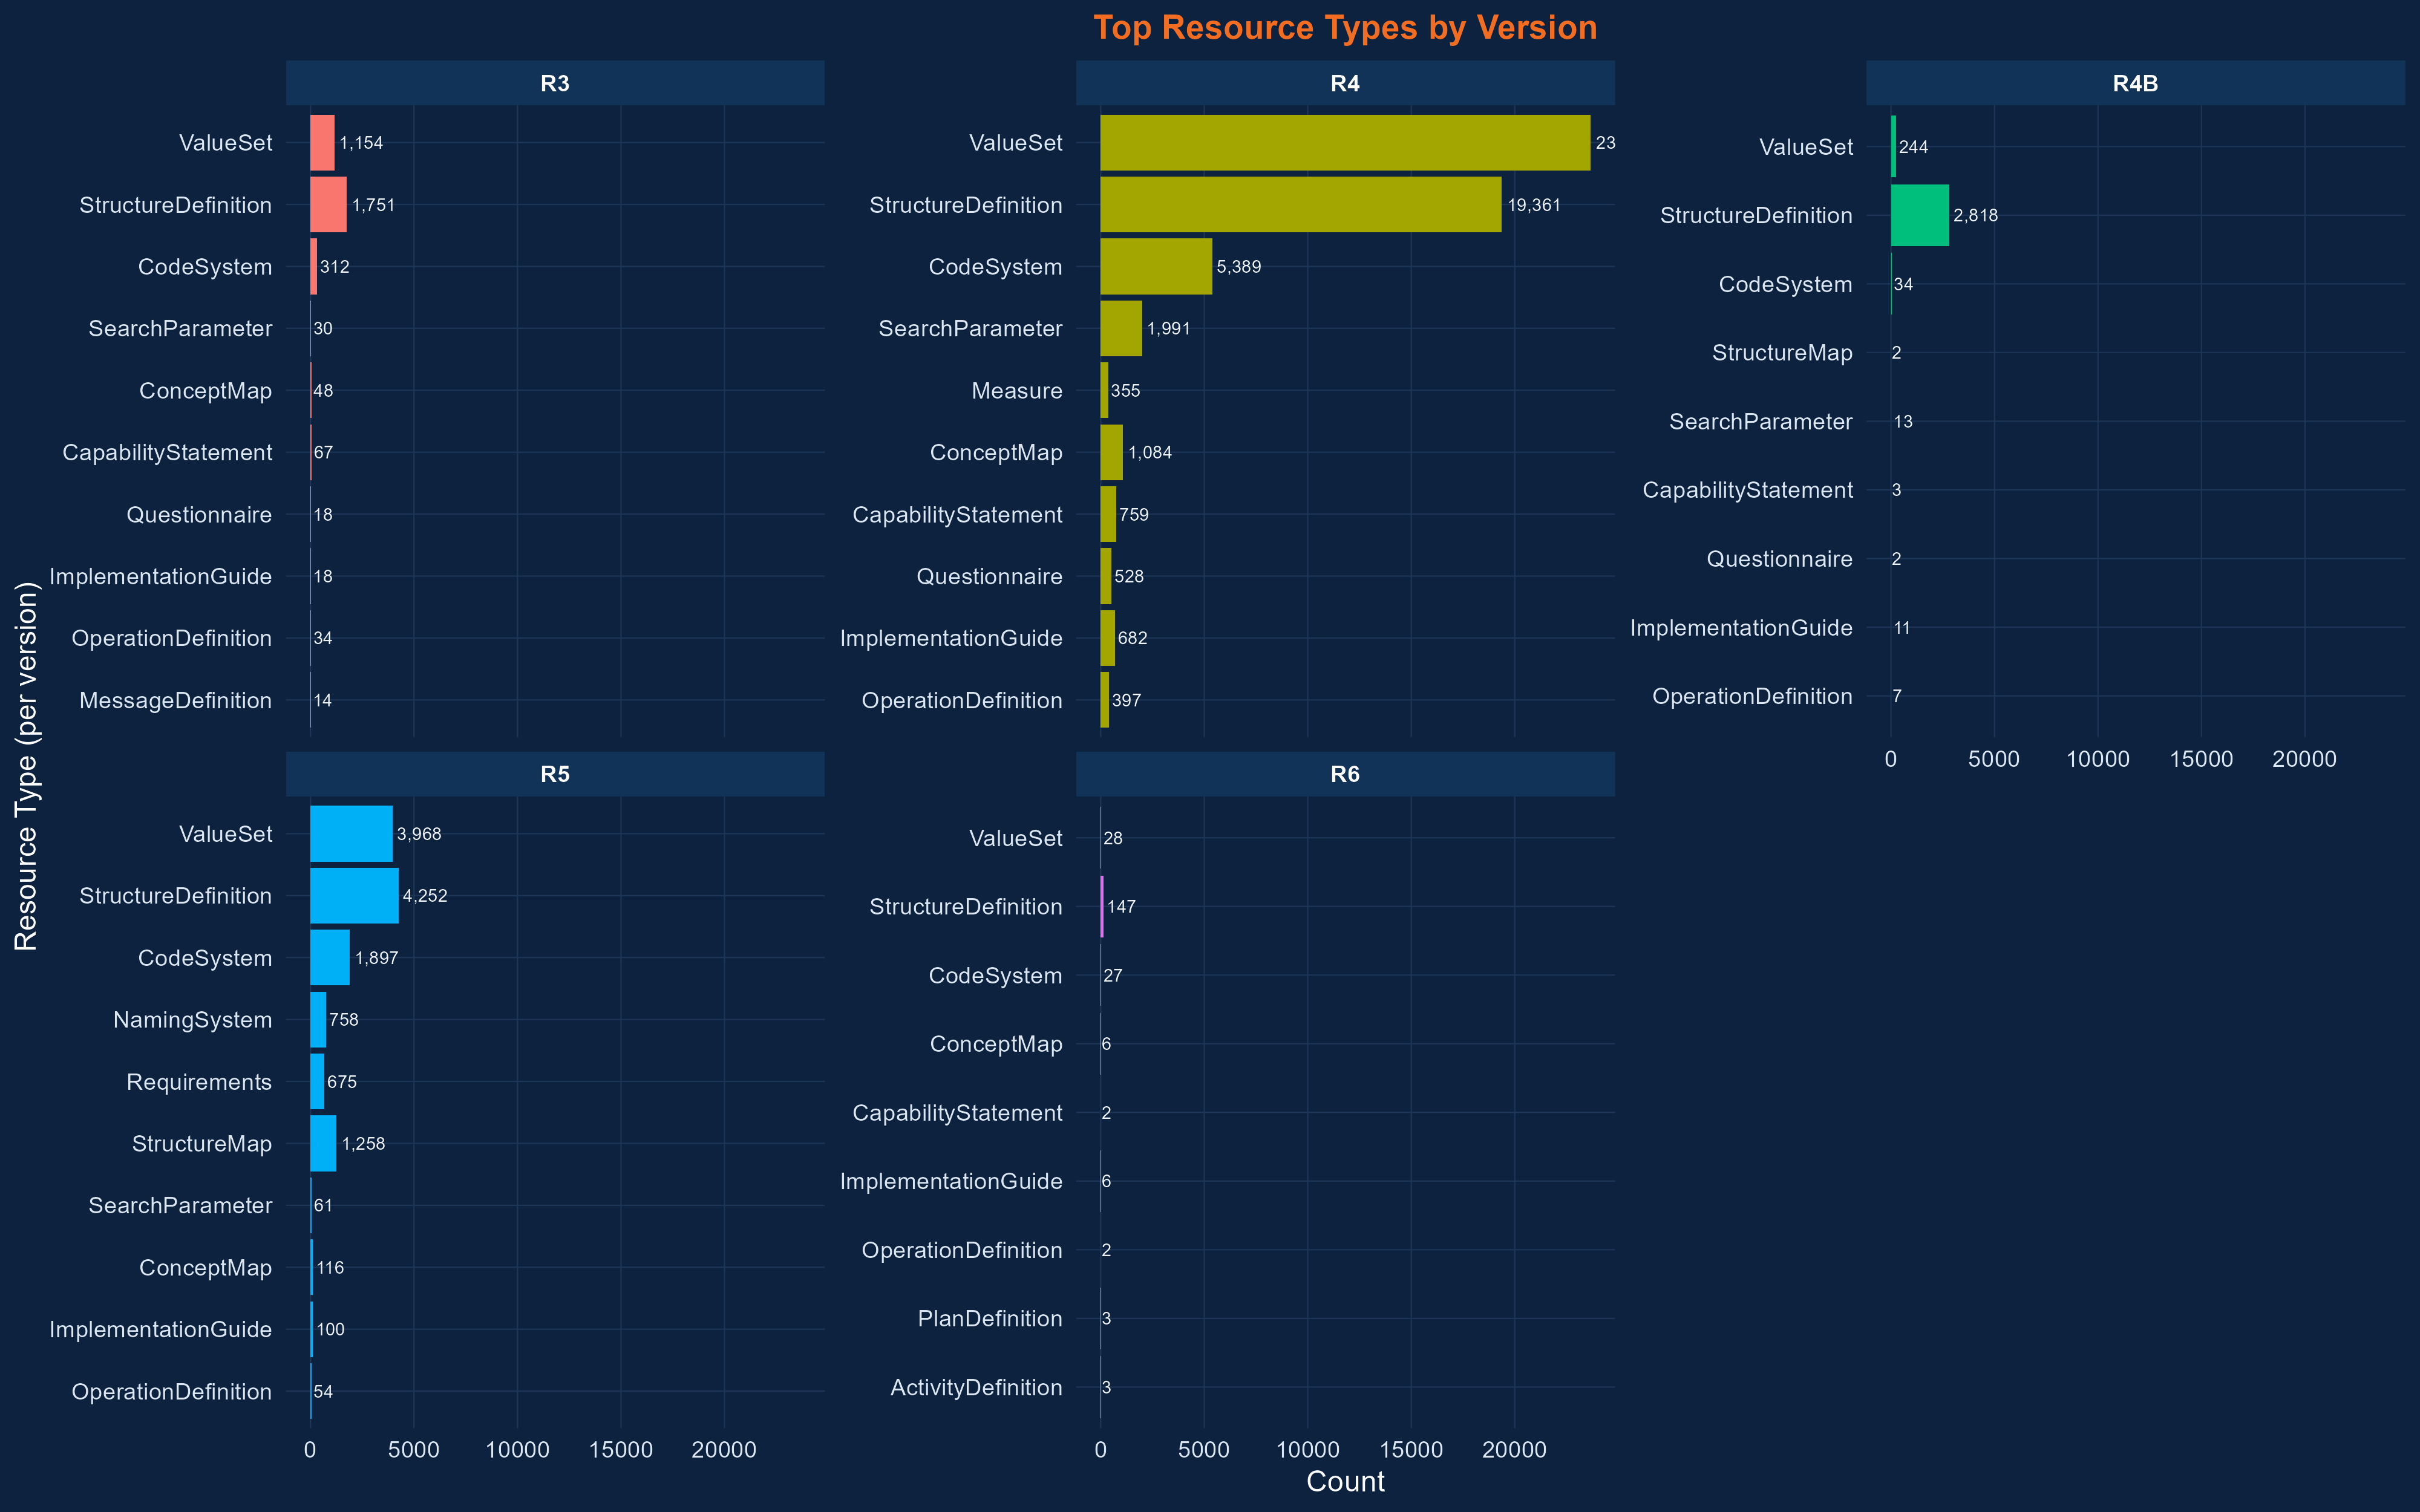 Top Resource Types by Version
R3
ValueSet 1,154
StructureDefinition 1,751
CodeSystem 312
SearchParameter 30
ConceptMap 48
CapabilityStatement 67
Questionnaire 18
ImplementationGuide 18
OperationDefinition 34
MessageDefinition 14
R4
ValueSet 23
StructureDefinition 19,361
CodeSystem 5,389
SearchParameter 1,991
Measure 355
ConceptMap 1,084
CapabilityStatement 759
Questionnaire 528
ImplementationGuide 682
OperationDefinition 397
R4B
ValueSet 244
StructureDefinition 2,818
CodeSystem 34
StructureMap 2
SearchParameter 13
CapabilityStatement 3
Questionnaire 2
ImplementationGuide 11
OperationDefinition 7
0 5000 10000 15000 20000
Resource Type (per version)
R5
ValueSet 3,968
StructureDefinition 4,252
CodeSystem 1,897
NamingSystem 758
Requirements 675
StructureMap 1,258
SearchParameter 61
ConceptMap 116
ImplementationGuide 100
OperationDefinition 54
0 5000 10000 15000 20000
R6
ValueSet 28
StructureDefinition 147
CodeSystem 27
ConceptMap 6
CapabilityStatement 2
ImplementationGuide 6
OperationDefinition 2
PlanDefinition 3
ActivityDefinition 3
0 5000 10000 15000 20000
Count